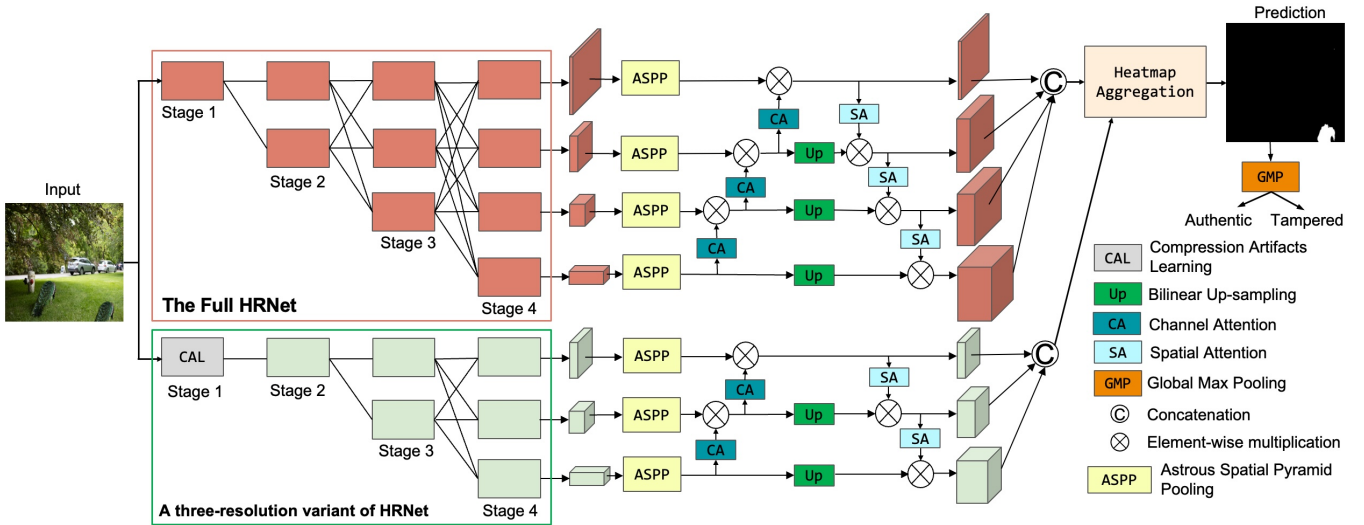 Input
Stage 1
Stage 2
Stage 3
Stage 4
The Full HRNet
ASPP
ASPP
ASPP
ASPP
CA
CA
CA
Up
Up
Up
SA
SA
SA
C
Heatmap
Aggregation
Prediction
GMP
Authentic
Tampered
CAL
Stage 1
Stage 2
Stage 3
Stage 4
A three-resolution variant of HRNet
ASPP
ASPP
ASPP
CA
CA
Up
Up
SA
SA
C
CAL
Compression Artifacts
Learning
Up
Bilinear Up-sampling
CA
Channel Attention
SA
Spatial Attention
GMP
Global Max Pooling
C
Concatenation
Element-wise multiplication
ASPP
Astrous Spatial Pyramid
Pooling